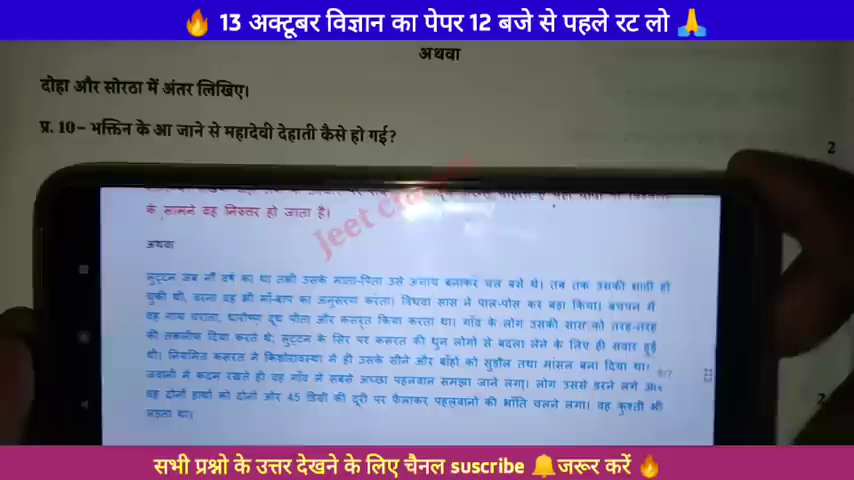 🔥 13 अक्टूबर विज्ञान का पेपर 12 बजे से पहले रट लो 🙏
अथवा
दोहा और सोरठा में अंतर लिखिए।
प्र. 10- भक्तिन के आ जाने से महादेवी देहाती कैसे हो गई?
2
के सामने वह निरुत्तर हो जाता है।
अथवा
लुट्टन जब नौ वर्ष का था तभी उसके माता-पिता उसे अनाथ बनाकर चल बसे थे। तब तक उसकी शादी हो
चुकी थी, वरना वह भी माँ-बाप का अनुसरण करता। विधवा सास ने पाल-पोस कर बड़ा किया। बचपन में
वह गाय चराता, धारोष्ण दूध पीता और कसरत किया करता था। गाँव के लोग उसकी सास को तरह-तरह
की तकलीफ दिया करते थे; लुट्टन के सिर पर कसरत की धुन लोगों से बदला लेने के लिए ही सवार हुई
थी। नियमित कसरत ने किशोरावस्था में ही उसके सीने और बाँहों को सुडौल तथा मांसल बना दिया था।
जवानी में कदम रखते ही वह गाँव में सबसे अच्छा पहलवान समझा जाने लगा। लोग उससे डरने लगे और
वह दोनों हाथों को दोनों ओर 45 डिग्री की दूरी पर फैलाकर पहलवानों की भाँति चलने लगा। वह कुश्ती भी
लड़ता था।
2
सभी प्रश्नो के उत्तर देखने के लिए चैनल suscribe 🔔जरूर करें 🔥